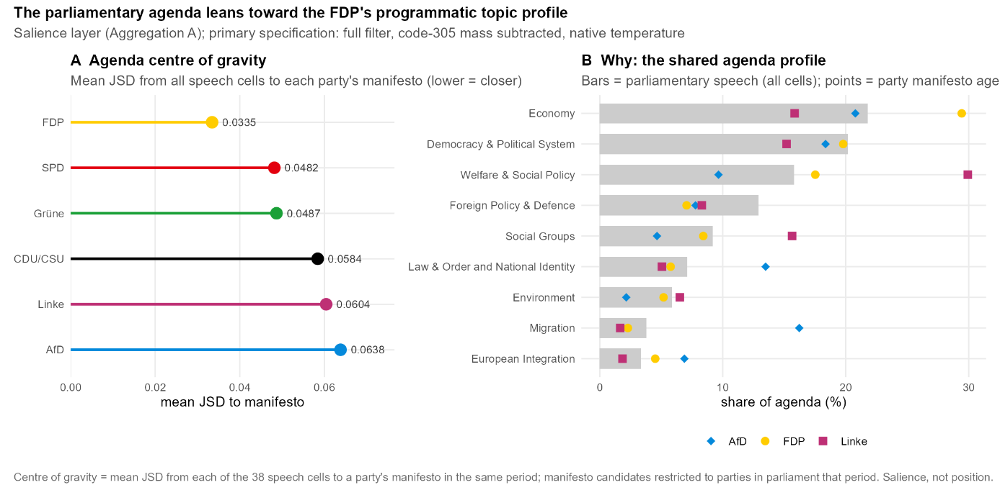 The parliamentary agenda leans toward the FDP's programmatic topic profile
Salience layer (Aggregation A); primary specification: full filter, code-305 mass subtracted, native temperature
A Agenda centre of gravity
Mean JSD from all speech cells to each party's manifesto (lower = closer)
FDP
0.0335
SPD
0.0482
Grüne
0.0487
CDU/CSU
0.0584
Linke
0.0604
AfD
0.0638
0.00
0.02
0.04
0.06
mean JSD to manifesto
B Why: the shared agenda profile
Bars = parliamentary speech (all cells); points = party manifesto age
Economy
Democracy & Political System
Welfare & Social Policy
Foreign Policy & Defence
Social Groups
Law & Order and National Identity
Environment
Migration
European Integration
0
10
20
30
share of agenda (%)
AfD
FDP
Linke
Centre of gravity = mean JSD from each of the 38 speech cells to a party's manifesto in the same period; manifesto candidates restricted to parties in parliament that period. Salience, not position.